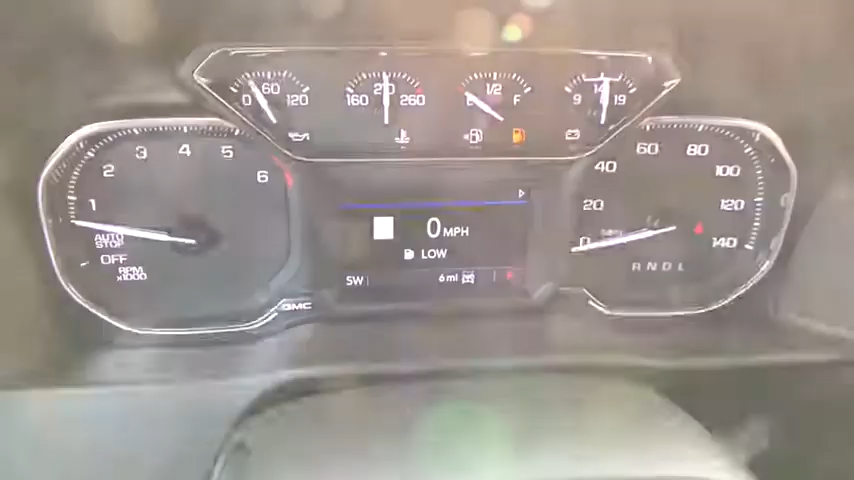 0 60 120
160 210 260
E 1/2 F
9 14 19
1 2 3 4 5 6
AUTO
STOP
OFF
RPM
x1000
GMC
0 MPH
LOW
SW
6 mi
0 20 40 60 80 100 120 140
R N D L